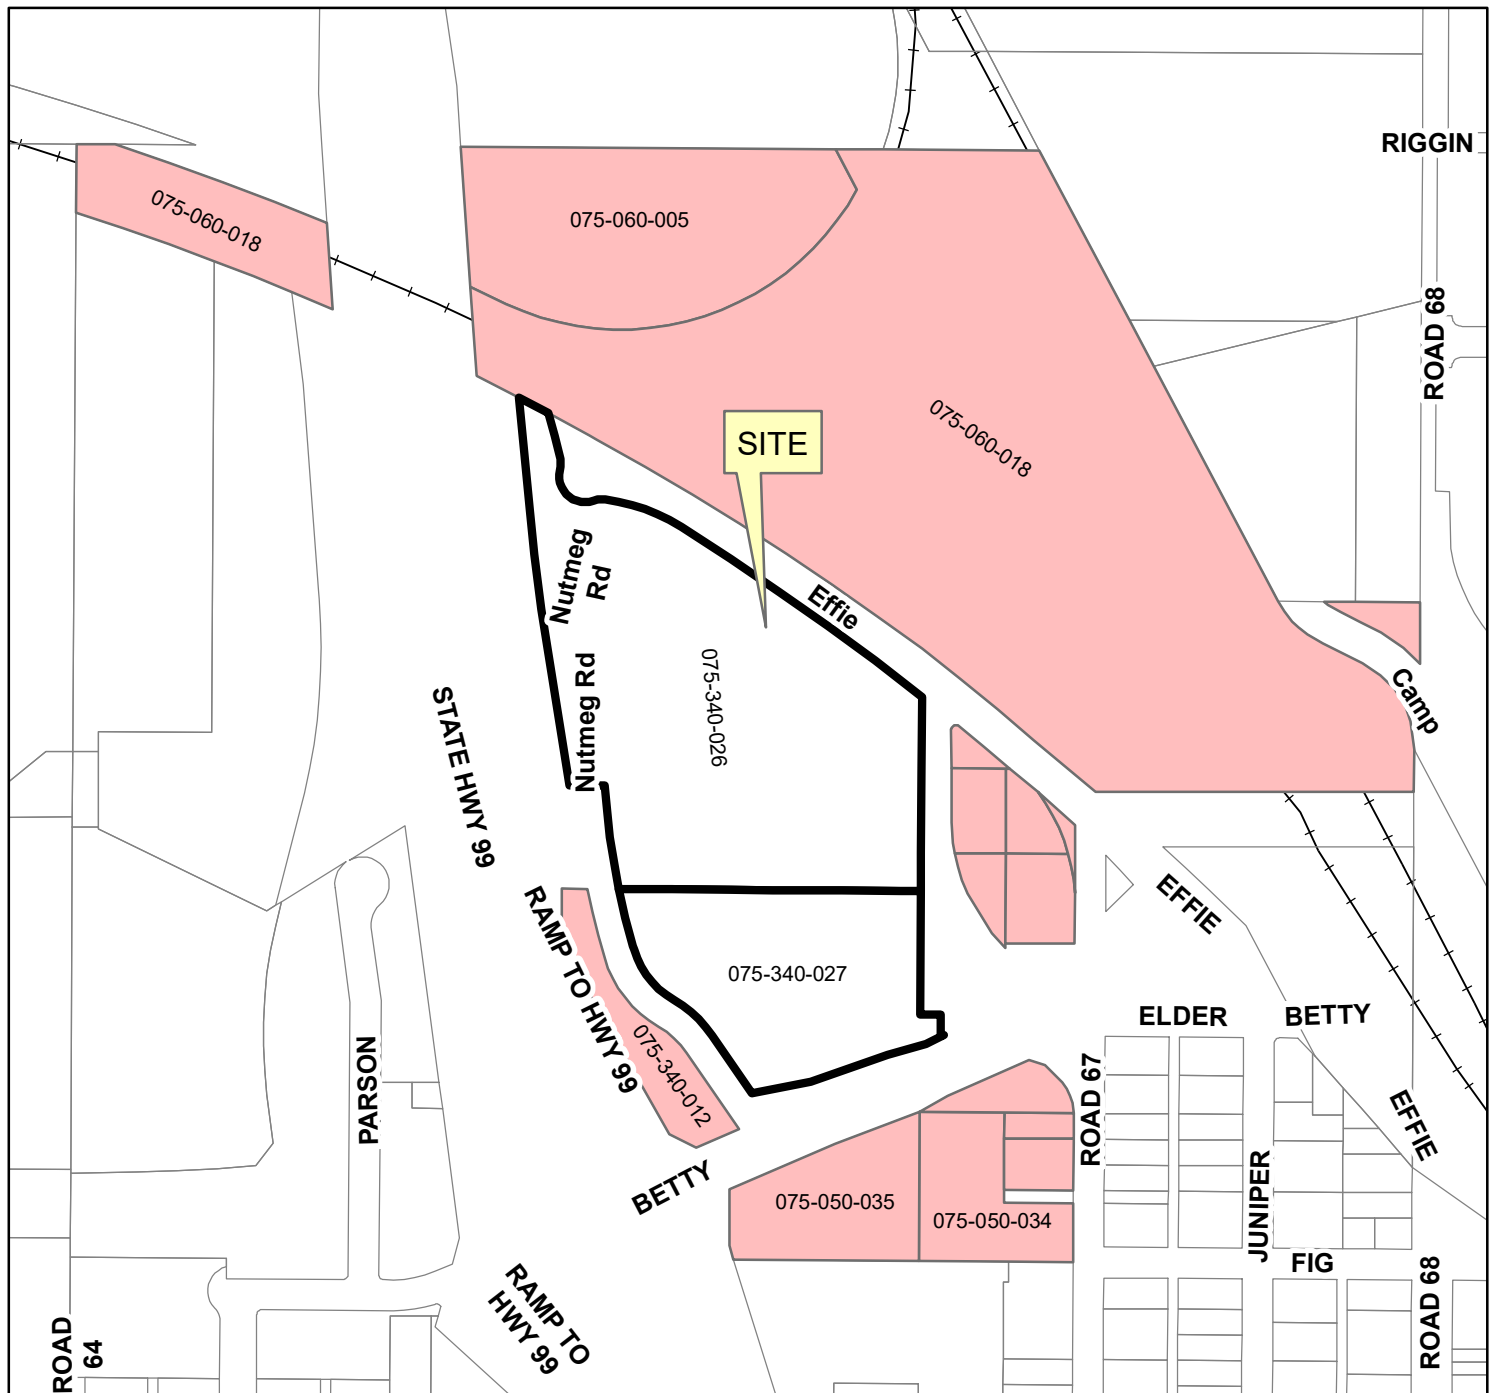 RIGGIN
075-060-018
075-060-005
ROAD 68
075-060-018
SITE
Nutmeg
Rd
Effie
075-340-026
Nutmeg Rd
Camp
STATE HWY 99
EFFIE
RAMP TO HWY 99
075-340-027
ELDER
BETTY
075-340-012
PARSON
ROAD 67
EFFIE
BETTY
075-050-035
075-050-034
JUNIPER
FIG
RAMP TO
HWY 99
ROAD
64
ROAD 68